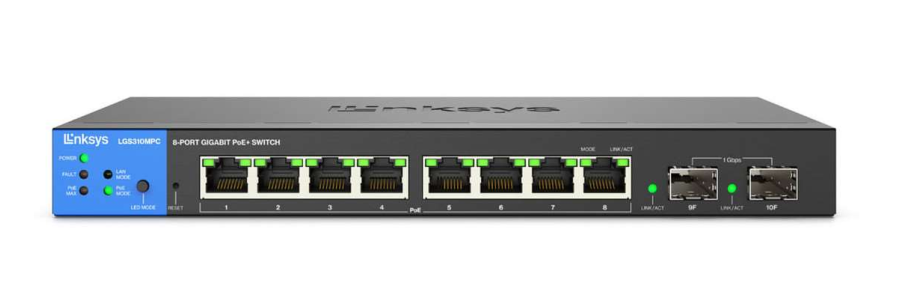 Linksys
Linksys
LGS310MPC
8-PORT GIGABIT PoE+ SWITCH
MODE
LINK/ACT
POWER
FAULT
LAN
MODE
PoE
MAX
PoE
MODE
LED MODE
RESET
1 Gbps
1
2
3
4
PoE
5
6
7
8
LINK/ACT
9F
LINK/ACT
10F